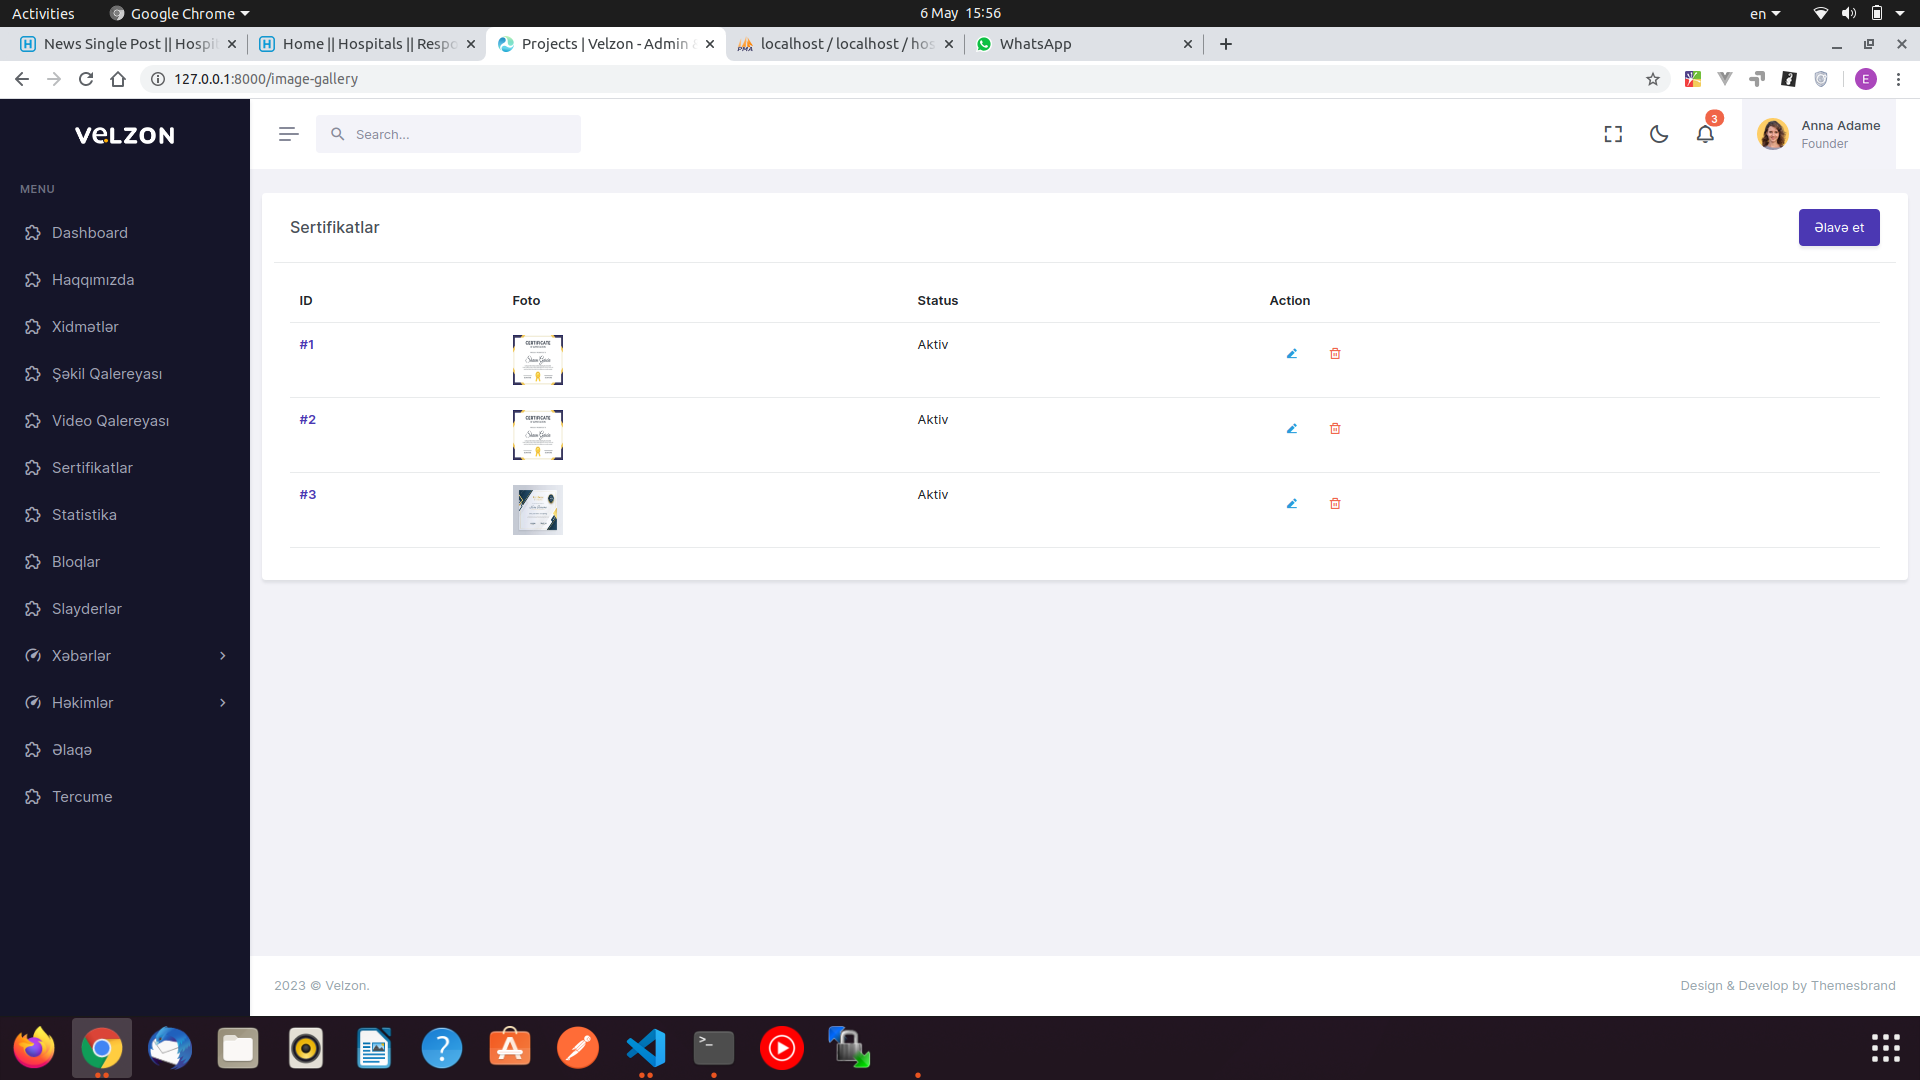 Activities
Google Chrome
6 May 15:56
en
News Single Post || Hospi
Home || Hospitals || Respo
Projects | Velzon - Admin
localhost / localhost / hos
WhatsApp
127.0.0.1:8000/image-gallery
E
VELZON
Search...
3
Anna Adame
Founder
MENU
Dashboard
Haqqımızda
Xidmətlər
Şəkil Qalereyası
Video Qalereyası
Sertifikatlar
Statistika
Bloqlar
Slayderlər
Xəbərlər
Həkimlər
Əlaqə
Tercume
Sertifikatlar
Əlavə et
ID Foto Status Action
#1 Aktiv
CERTIFICATE
#2 Aktiv
CERTIFICATE
#3 Aktiv
2023 © Velzon.
Design & Develop by Themesbrand